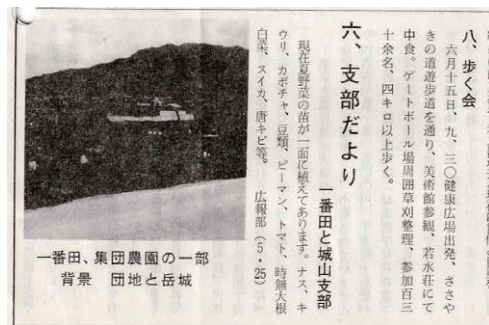 八、歩く会
六月十五日、九、三〇健康広場出発、ささや
きの道遊歩道を通り、美術館参観、若水荘にて
中食。ゲートボール場周囲草刈整理、参加百三
十余名、四キロ以上歩く。
六、支部だより
一番田と城山支部
現在夏野菜の苗が一面に植えてあります。ナス、キ
ウリ、カボチャ、豆類、ピーマン、トマト、時無大根
白菜、スイカ、唐キビ等。 広報部(5・25)
一番田、集団農園の一部
背景 団地と岳城